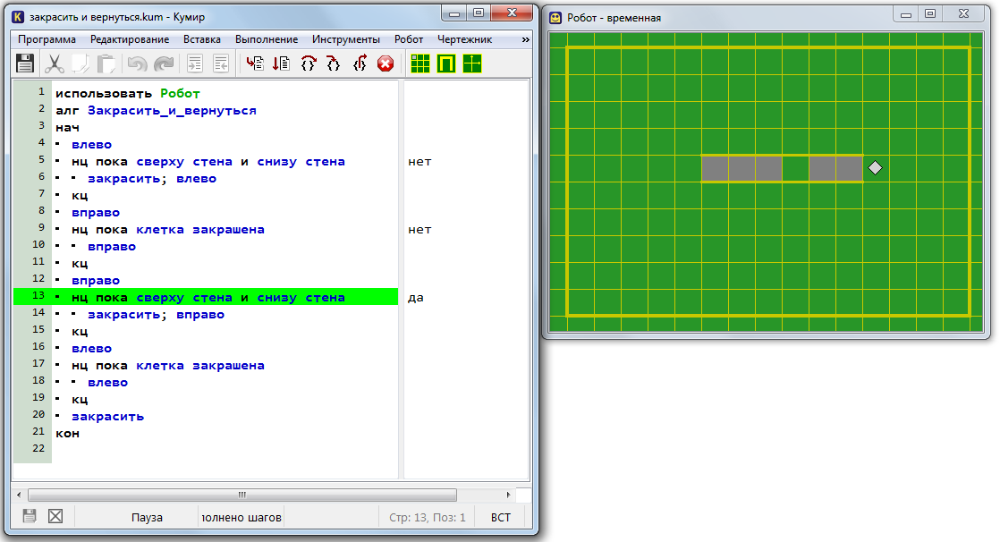 закрасить и вернуться.kum - Кумир
Программа Редактирование Вставка Выполнение Инструменты Робот Чертежник »
1 использовать Робот
2 алг Закрасить_и_вернуться
3 нач
4 влево
5 нц пока сверху стена и снизу стена нет
6 закрасить; влево
7 кц
8 вправо
9 нц пока клетка закрашена нет
10 вправо
11 кц
12 вправо
13 нц пока сверху стена и снизу стена да
14 закрасить; вправо
15 кц
16 влево
17 нц пока клетка закрашена
18 влево
19 кц
20 закрасить
21 кон
22
Пауза олнено шагов Стр: 13, Поз: 1 ВСТ
Робот - временная